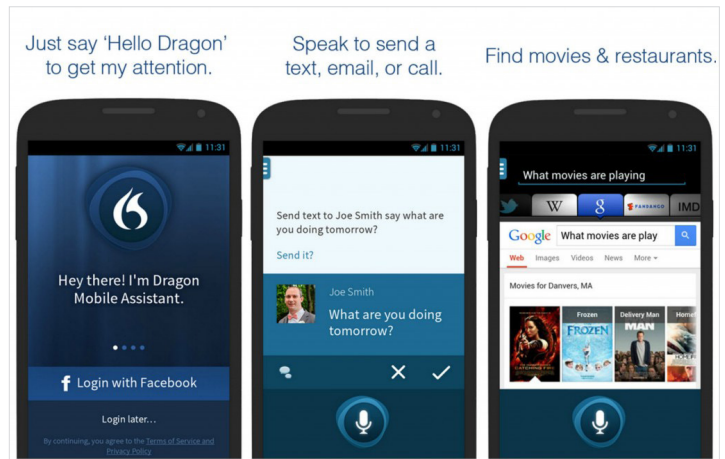 Just say ‘Hello Dragon’
to get my attention.
11:31
Hey there! I'm Dragon
Mobile Assistant.
f Login with Facebook
Login later...
By continuing, you agree to the Terms of Service and
Privacy Policy
Speak to send a
text, email, or call.
11:31
Send text to Joe Smith say what are
you doing tomorrow?
Send it?
Joe Smith
What are you doing
tomorrow?
Find movies & restaurants.
11:31
What movies are playing
W g FANDANGO IMD
Google What movies are play
Web Images Videos News More
Movies for Danvers, MA
Frozen Delivery Man
CATCHING FIRE
FROZEN
MAN